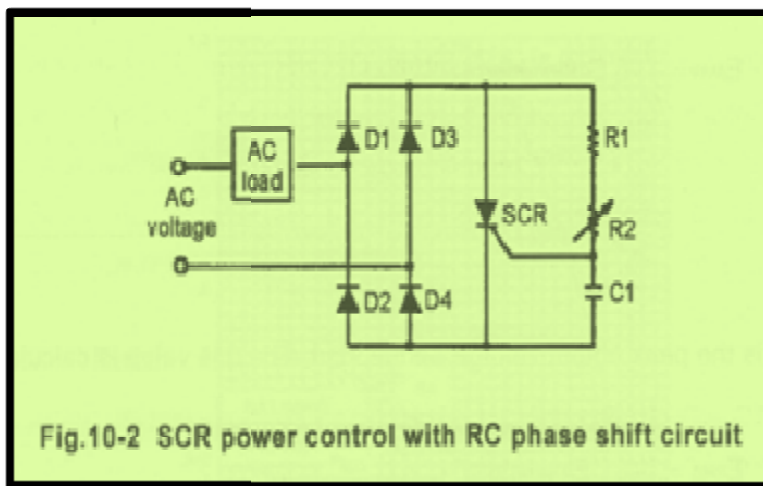 D1
D3
R1
AC
load
AC
voltage
SCR
R2
D2
D4
C1
Fig.10-2 SCR power control with RC phase shift circuit